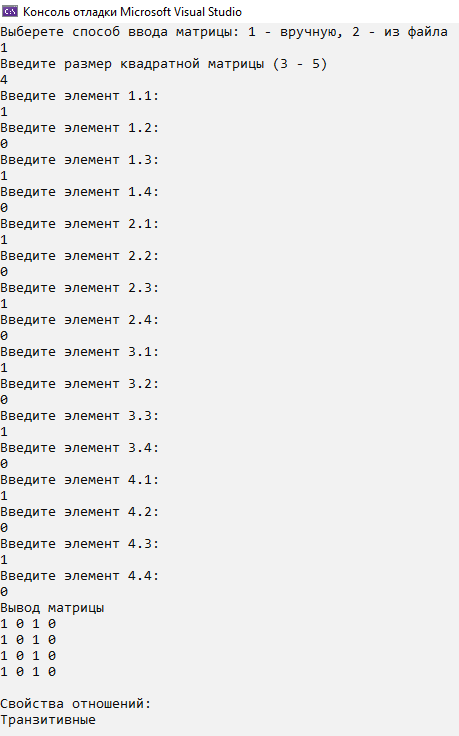 Консоль отладки Microsoft Visual Studio
Выберете способ ввода матрицы: 1 - вручную, 2 - из файла
1
Введите размер квадратной матрицы (3 - 5)
4
Введите элемент 1.1:
1
Введите элемент 1.2:
0
Введите элемент 1.3:
1
Введите элемент 1.4:
0
Введите элемент 2.1:
1
Введите элемент 2.2:
0
Введите элемент 2.3:
1
Введите элемент 2.4:
0
Введите элемент 3.1:
1
Введите элемент 3.2:
0
Введите элемент 3.3:
1
Введите элемент 3.4:
0
Введите элемент 4.1:
1
Введите элемент 4.2:
0
Введите элемент 4.3:
1
Введите элемент 4.4:
0
Вывод матрицы
1 0 1 0
1 0 1 0
1 0 1 0
1 0 1 0
Свойства отношений:
Транзитивные